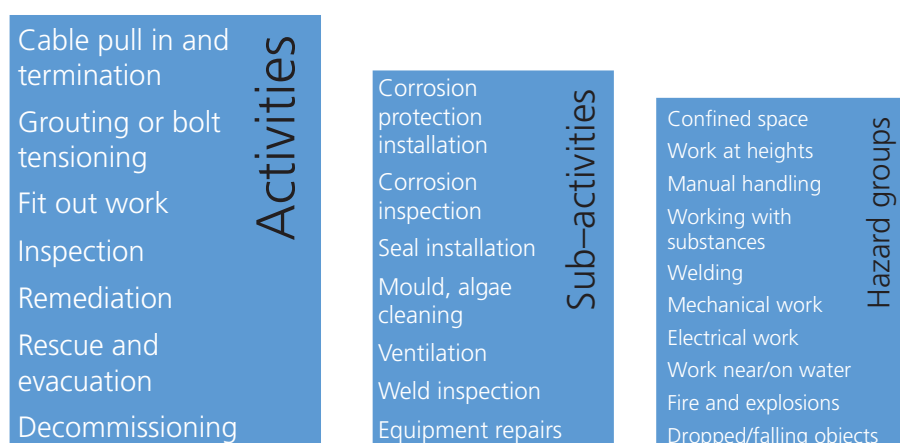 Cable pull in and
termination
Grouting or bolt
tensioning
Fit out work
Inspection
Remediation
Rescue and
evacuation
Decommissioning
Activities
Corrosion
protection
installation
Corrosion
inspection
Seal installation
Mould, algae
cleaning
Ventilation
Weld inspection
Equipment repairs
Sub–activities
Confined space
Work at heights
Manual handling
Working with
substances
Welding
Mechanical work
Electrical work
Work near/on water
Fire and explosions
Dropped/falling objects
Hazard groups